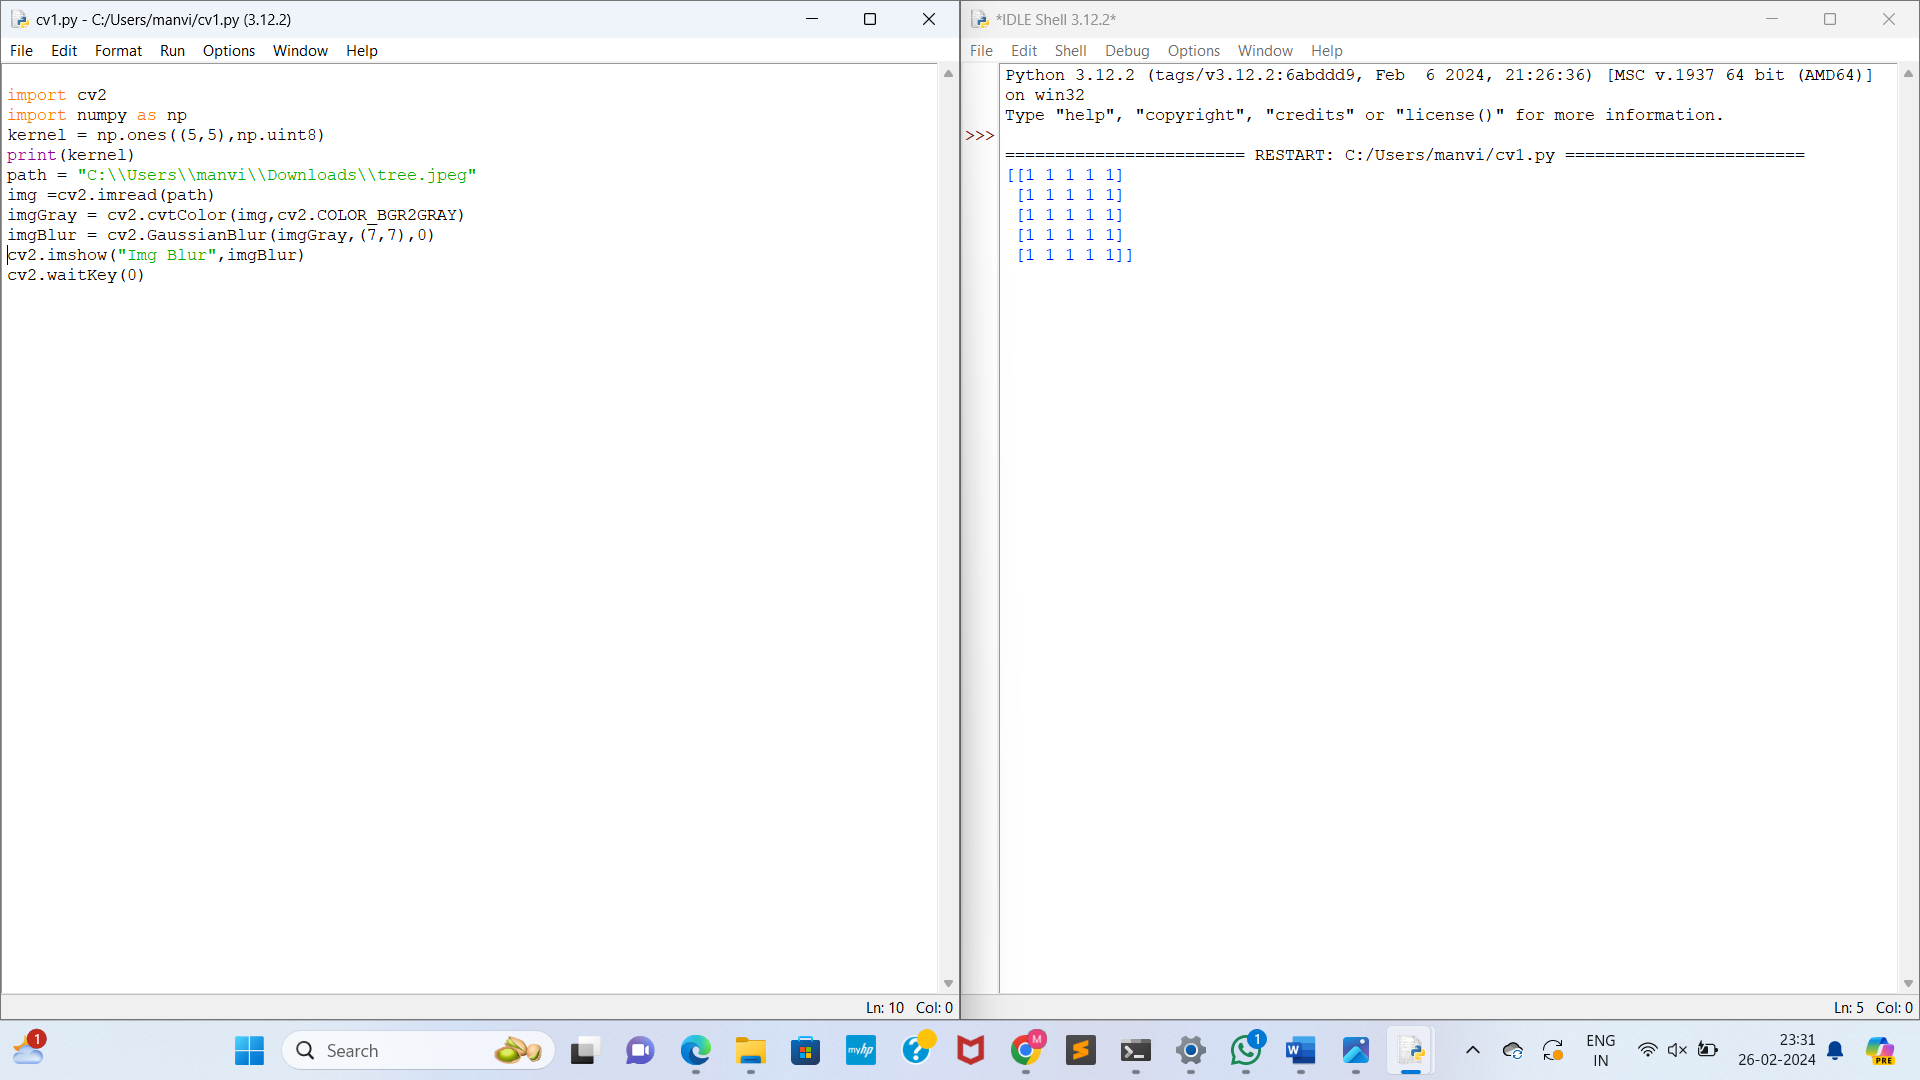 cv1.py - C:/Users/manvi/cv1.py (3.12.2)
File Edit Format Run Options Window Help
import cv2
import numpy as np
kernel = np.ones((5,5),np.uint8)
print(kernel)
path = "C:\\Users\\manvi\\Downloads\\tree.jpeg"
img =cv2.imread(path)
imgGray = cv2.cvtColor(img,cv2.COLOR_BGR2GRAY)
imgBlur = cv2.GaussianBlur(imgGray,(7,7),0)
cv2.imshow("Img Blur",imgBlur)
cv2.waitKey(0)
Ln: 10 Col: 0
*IDLE Shell 3.12.2*
File Edit Shell Debug Options Window Help
Python 3.12.2 (tags/v3.12.2:6abddd9, Feb  6 2024, 21:26:36) [MSC v.1937 64 bit (AMD64)]
on win32
Type "help", "copyright", "credits" or "license()" for more information.
>>>
======================== RESTART: C:/Users/manvi/cv1.py ========================
[[1 1 1 1 1]
 [1 1 1 1 1]
 [1 1 1 1 1]
 [1 1 1 1 1]
 [1 1 1 1 1]]
Ln: 5 Col: 0
1
Search
myhp
?
M
S
1
W
ENG
IN
23:31
26-02-2024
PRE